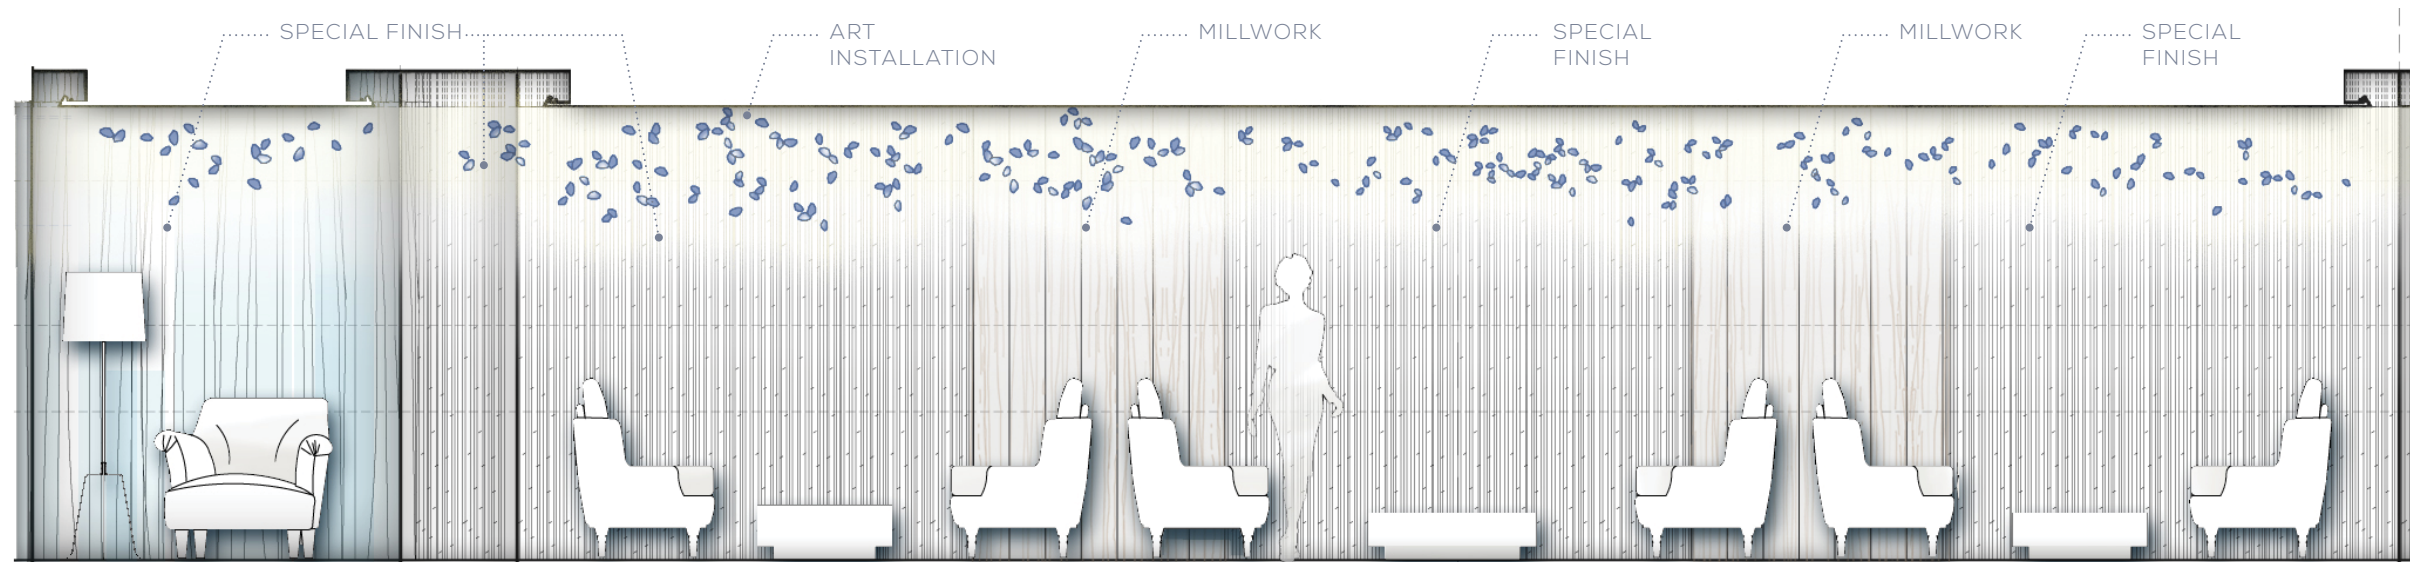 SPECIAL FINISH
ART
INSTALLATION
MILLWORK
SPECIAL
FINISH
MILLWORK
SPECIAL
FINISH